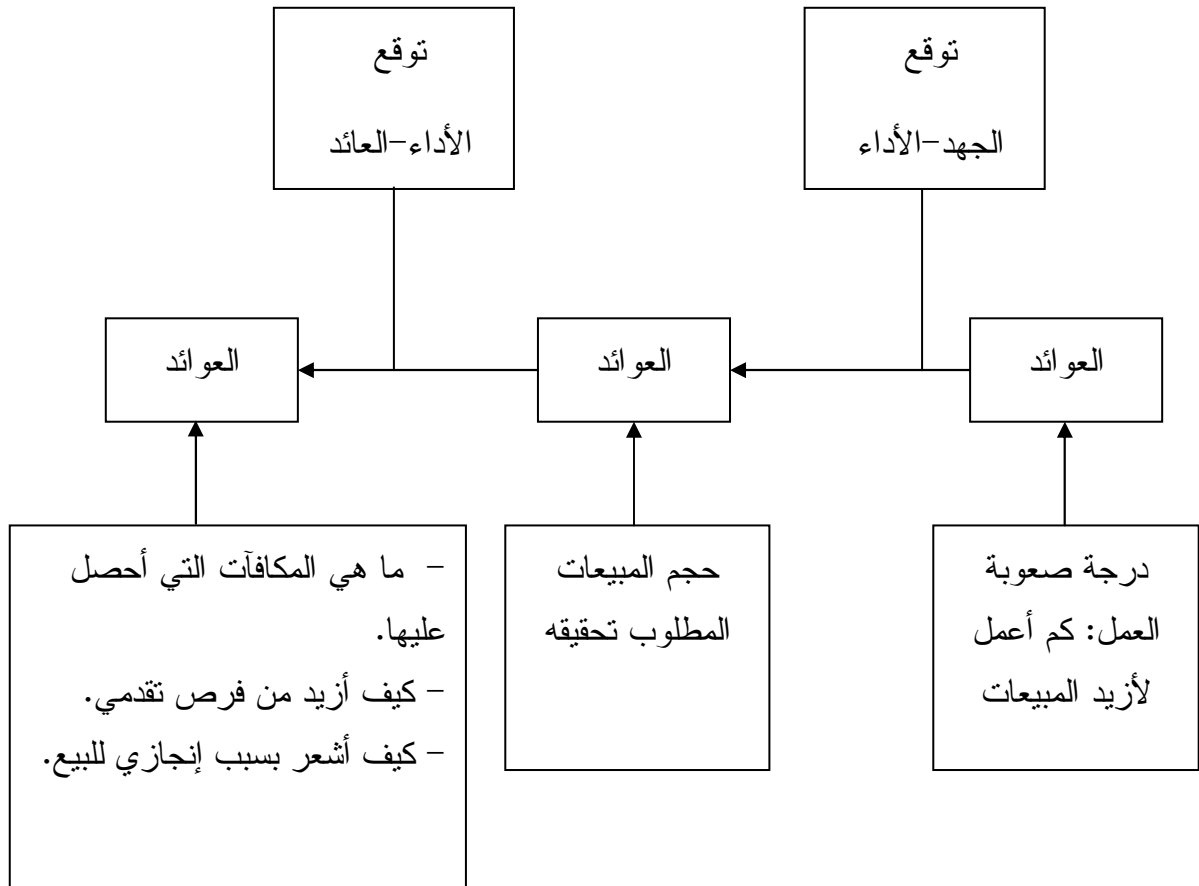 توقع
الجهد-الأداء
توقع
الأداء-العائد
العوائد
العوائد
العوائد
درجة صعوبة
العمل: كم أعمل
لأزيد المبيعات
حجم المبيعات
المطلوب تحقيقه
- ما هي المكافآت التي أحصل
عليها.
- كيف أزيد من فرص تقدمي.
- كيف أشعر بسبب إنجازي للبيع.